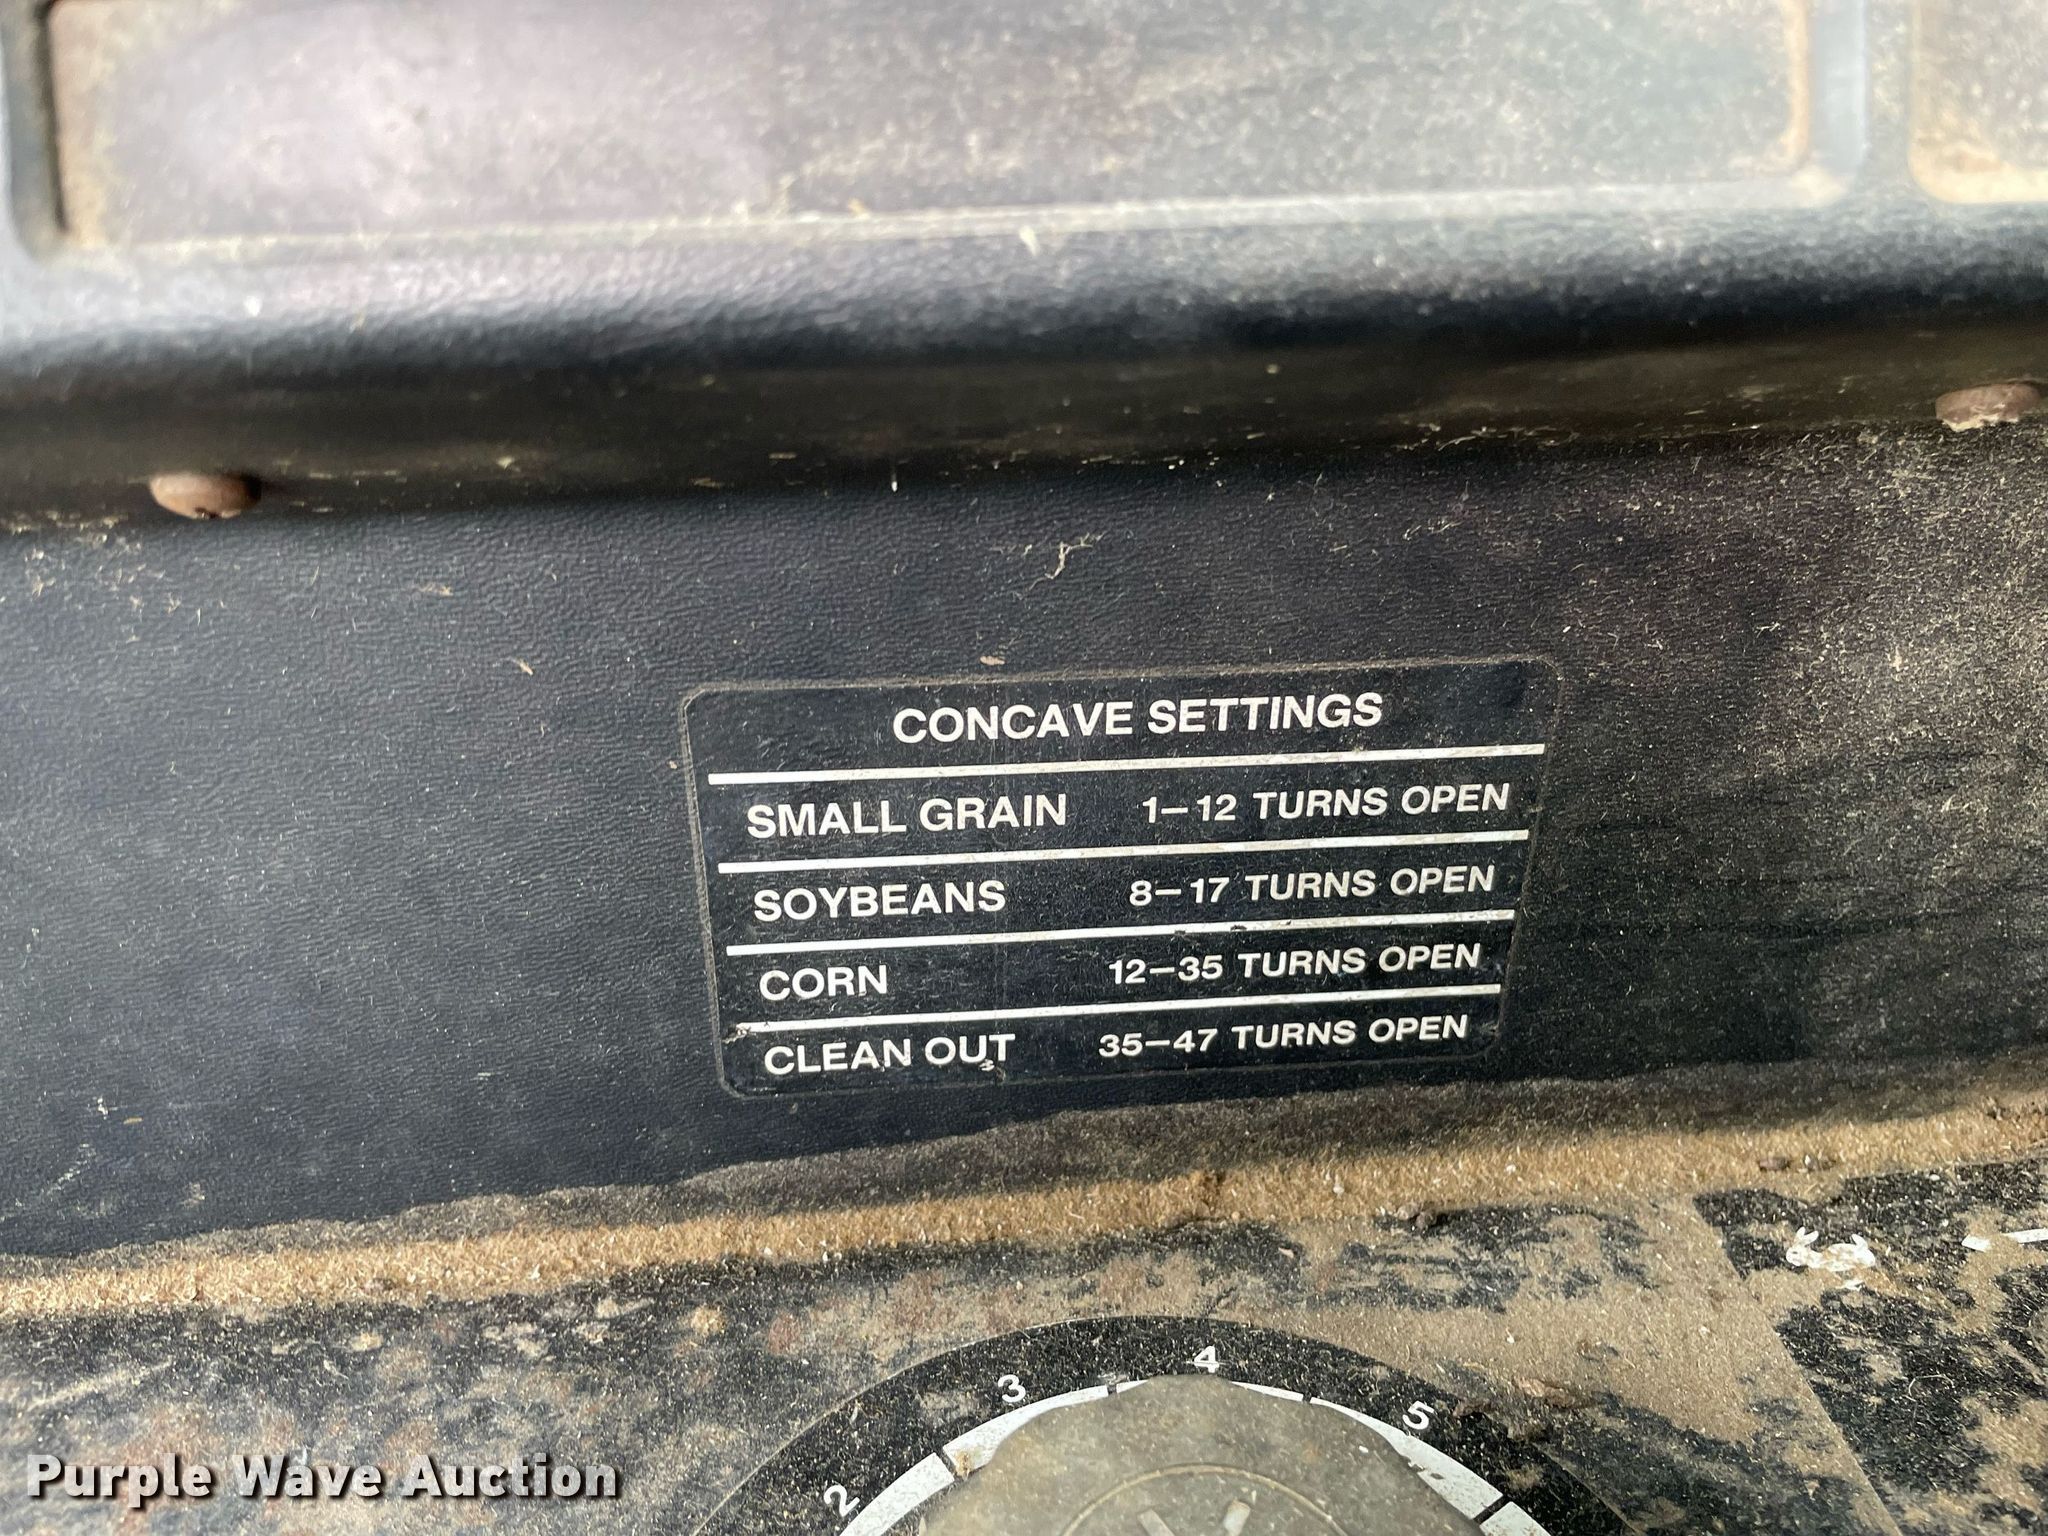 CONCAVE SETTINGS
SMALL GRAIN 1–12 TURNS OPEN
SOYBEANS 8–17 TURNS OPEN
CORN 12–35 TURNS OPEN
CLEAN OUT 35–47 TURNS OPEN
2 3 4 5
Purple Wave Auction